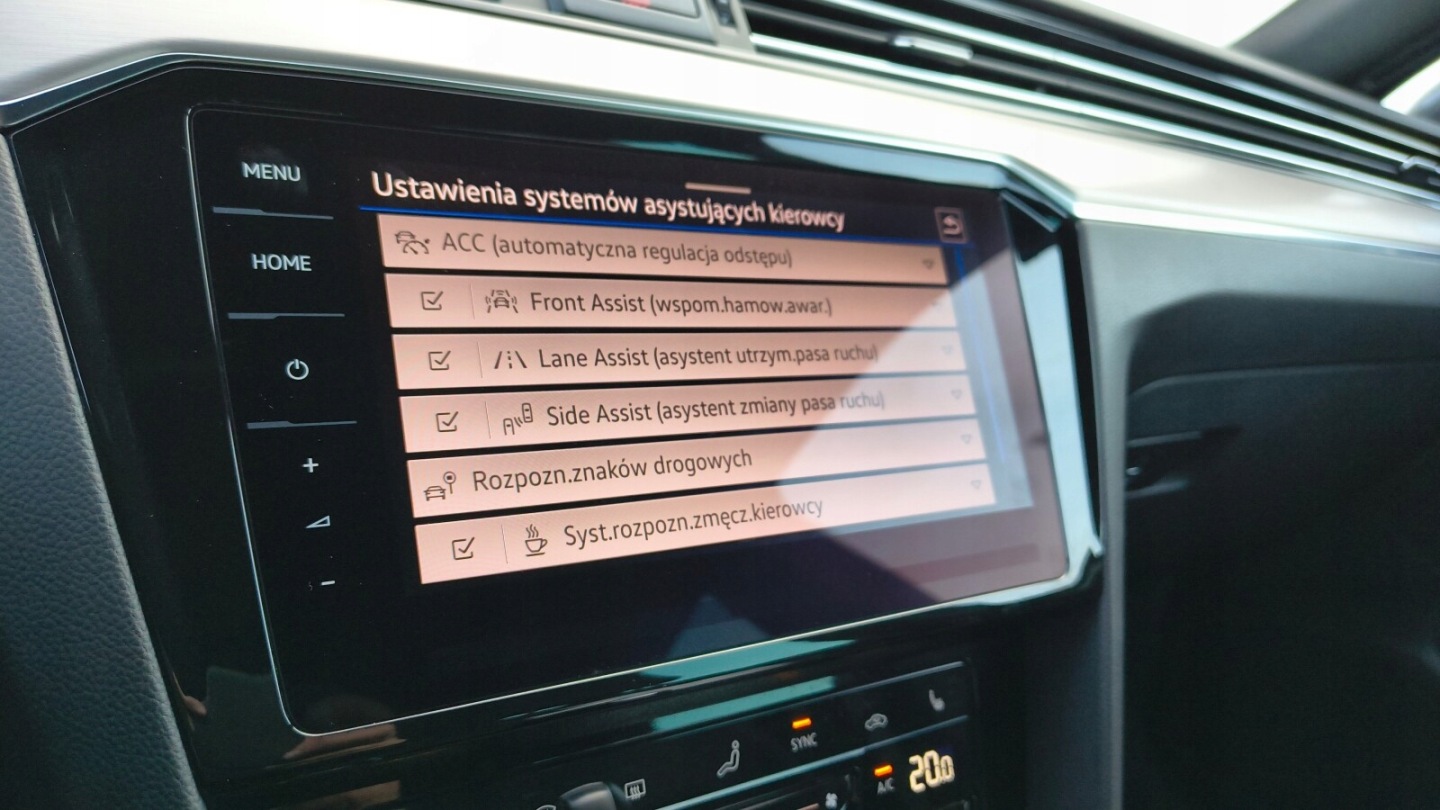 MENU
HOME
+
-
Ustawienia systemów asystujących kierowcy
ACC (automatyczna regulacja odstępu)
Front Assist (wspom.hamow.awar.)
Lane Assist (asystent utrzym.pasa ruchu)
Side Assist (asystent zmiany pasa ruchu)
Rozpozn.znaków drogowych
Syst.rozpozn.zmęcz.kierowcy
SYNC
A/C
20.0